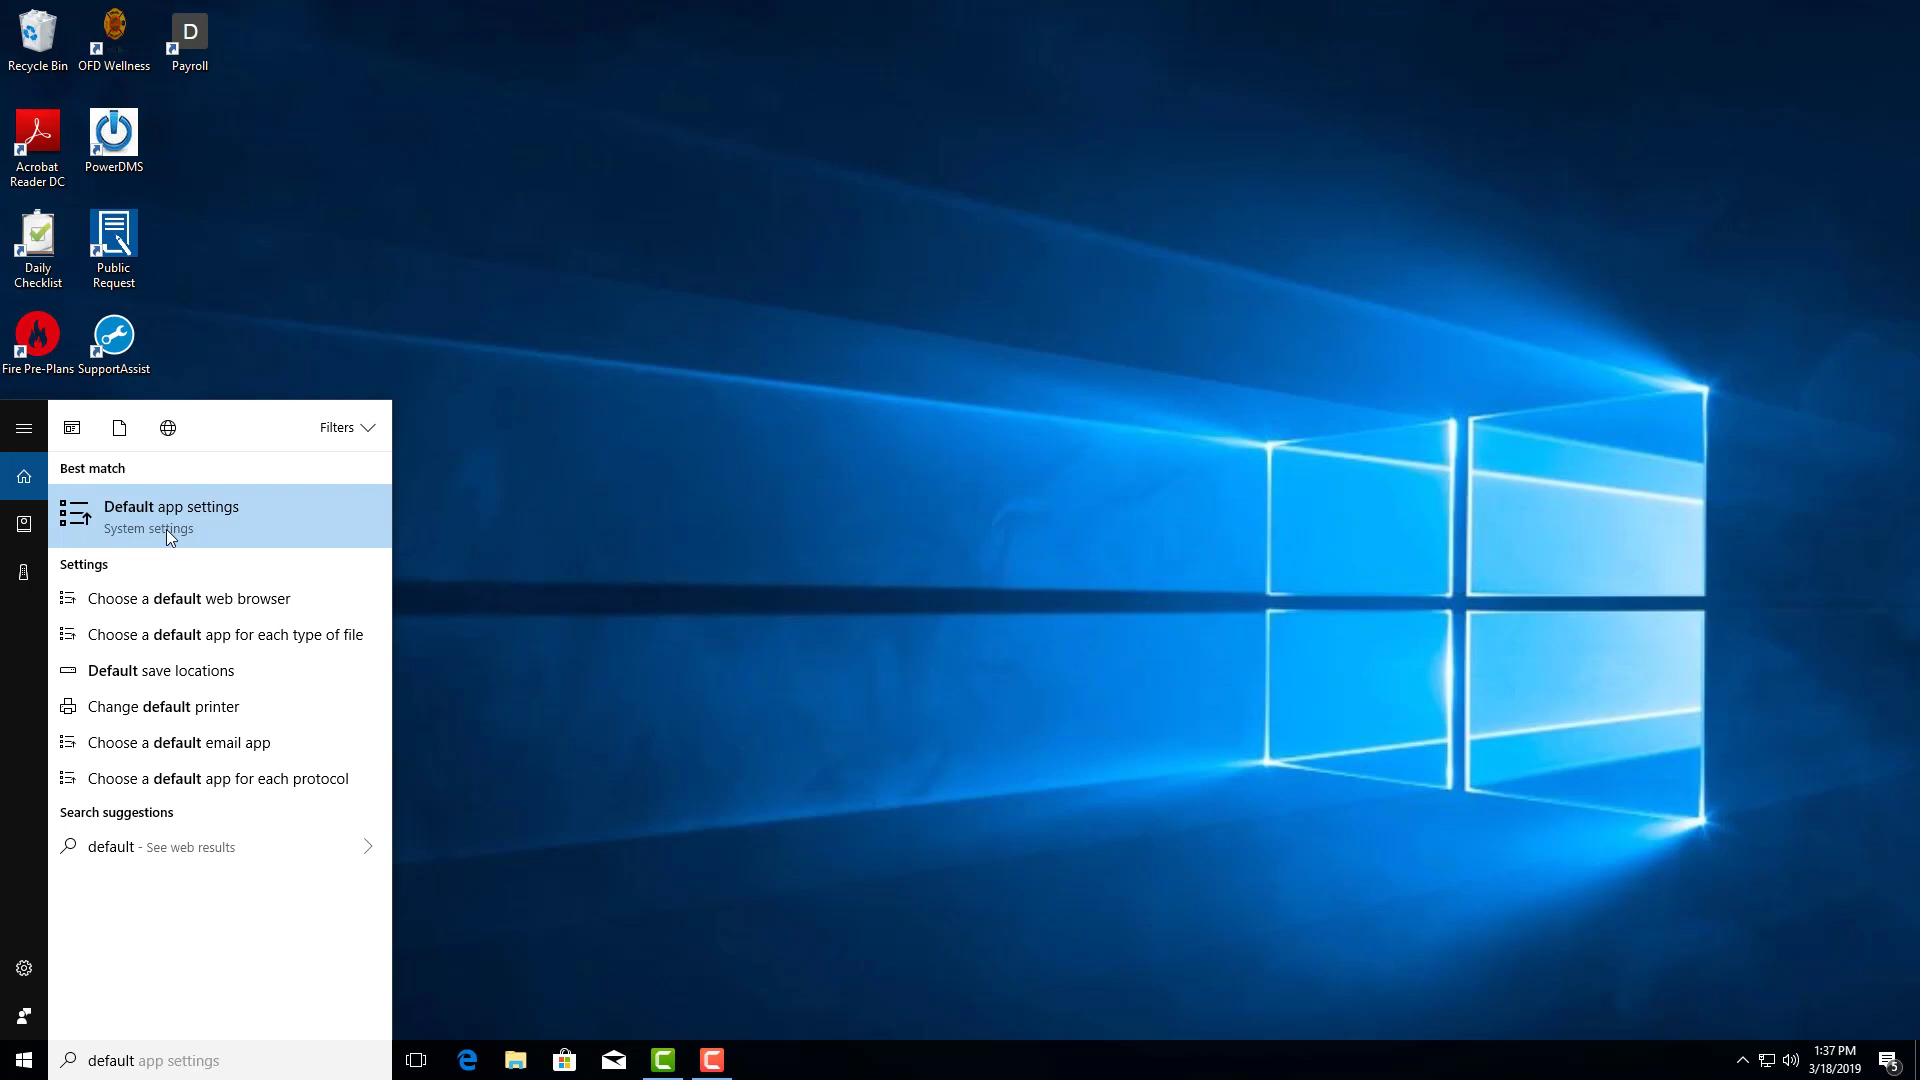 Recycle Bin
OFD Wellness
D
Payroll
Acrobat
Reader DC
PowerDMS
Daily
Checklist
Public
Request
Fire Pre-Plans
SupportAssist
Filters
Best match
Default app settings
System settings
Settings
Choose a default web browser
Choose a default app for each type of file
Default save locations
Change default printer
Choose a default email app
Choose a default app for each protocol
Search suggestions
default - See web results
default app settings
1:37 PM
3/18/2019
5